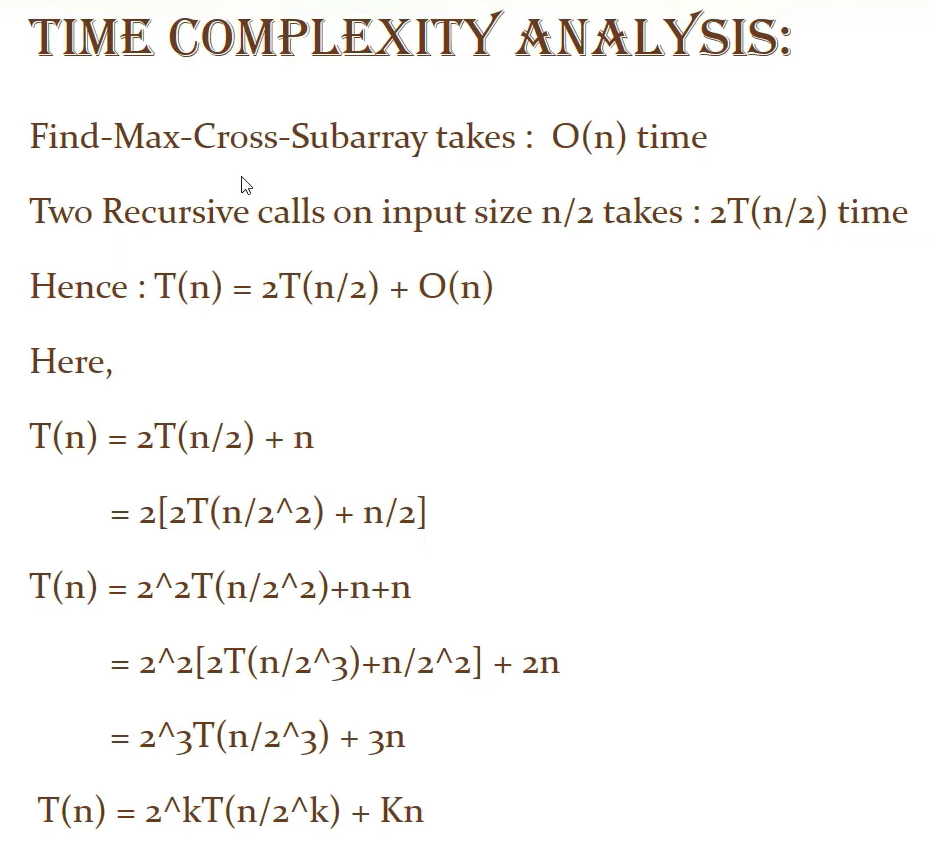 TIME COMPLEXITY ANALYSIS:
Find-Max-Cross-Subarray takes : O(n) time
Two Recursive calls on input size n/2 takes : 2T(n/2) time
Hence : T(n) = 2T(n/2) + O(n)
Here,
T(n) = 2T(n/2) + n
= 2[2T(n/2^2) + n/2]
T(n) = 2^2T(n/2^2)+n+n
= 2^2[2T(n/2^3)+n/2^2] + 2n
= 2^3T(n/2^3) + 3n
T(n) = 2^kT(n/2^k) + Kn